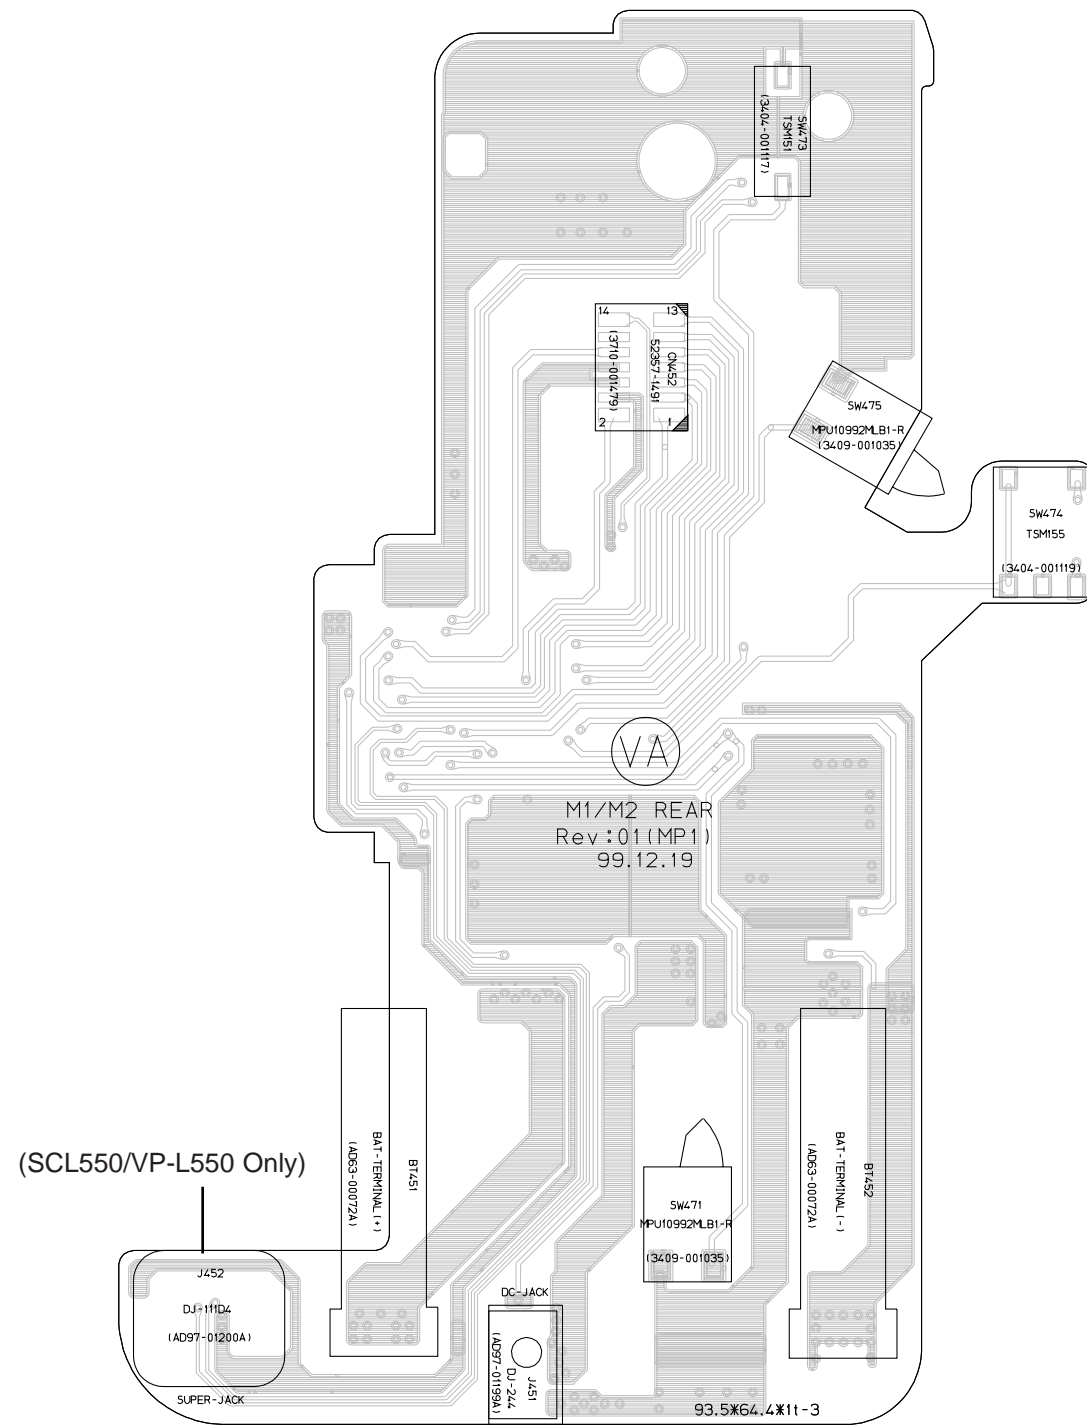 SW473
TSM151
(3404-001117)
14
13
CN452
52357-1491
(3710-001479)
2
1
SW475
MPU10992MLB1-R
(3409-001035)
SW474
TSM155
(3404-001119)
VA
M1/M2 REAR
Rev:01(MP1)
99.12.19
(SCL550/VP-L550 Only)
BT451
BAT-TERMINAL(+)
(AD63-00072A)
BT452
BAT-TERMINAL(-)
(AD63-00072A)
SW471
MPU10992MLB1-R
(3409-001035)
J452
DJ-111D4
(AD97-01200A)
SUPER-JACK
DC-JACK
J451
DJ-244
(AD97-01199A)
93.5*64.4*1t-3